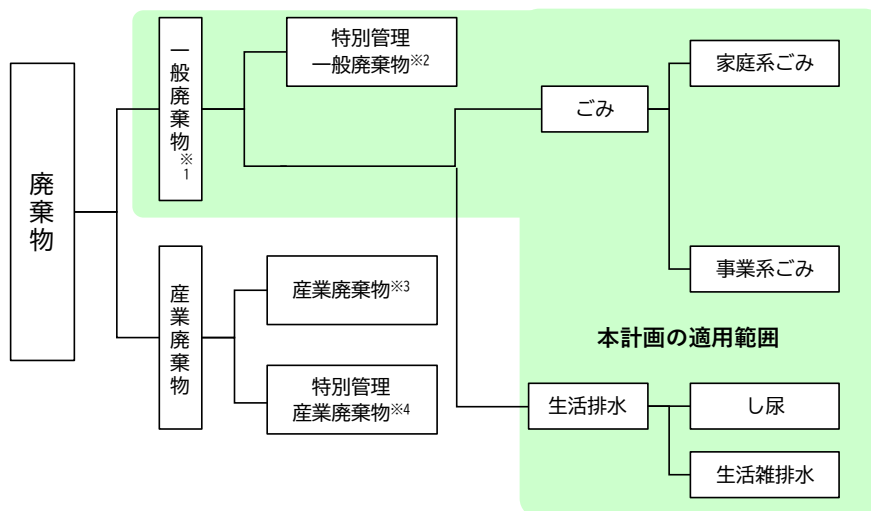 廃棄物
一般廃棄物※1
特別管理
一般廃棄物※2
ごみ
家庭系ごみ
事業系ごみ
本計画の適用範囲
生活排水
し尿
生活雑排水
産業廃棄物
産業廃棄物※3
特別管理
産業廃棄物※4